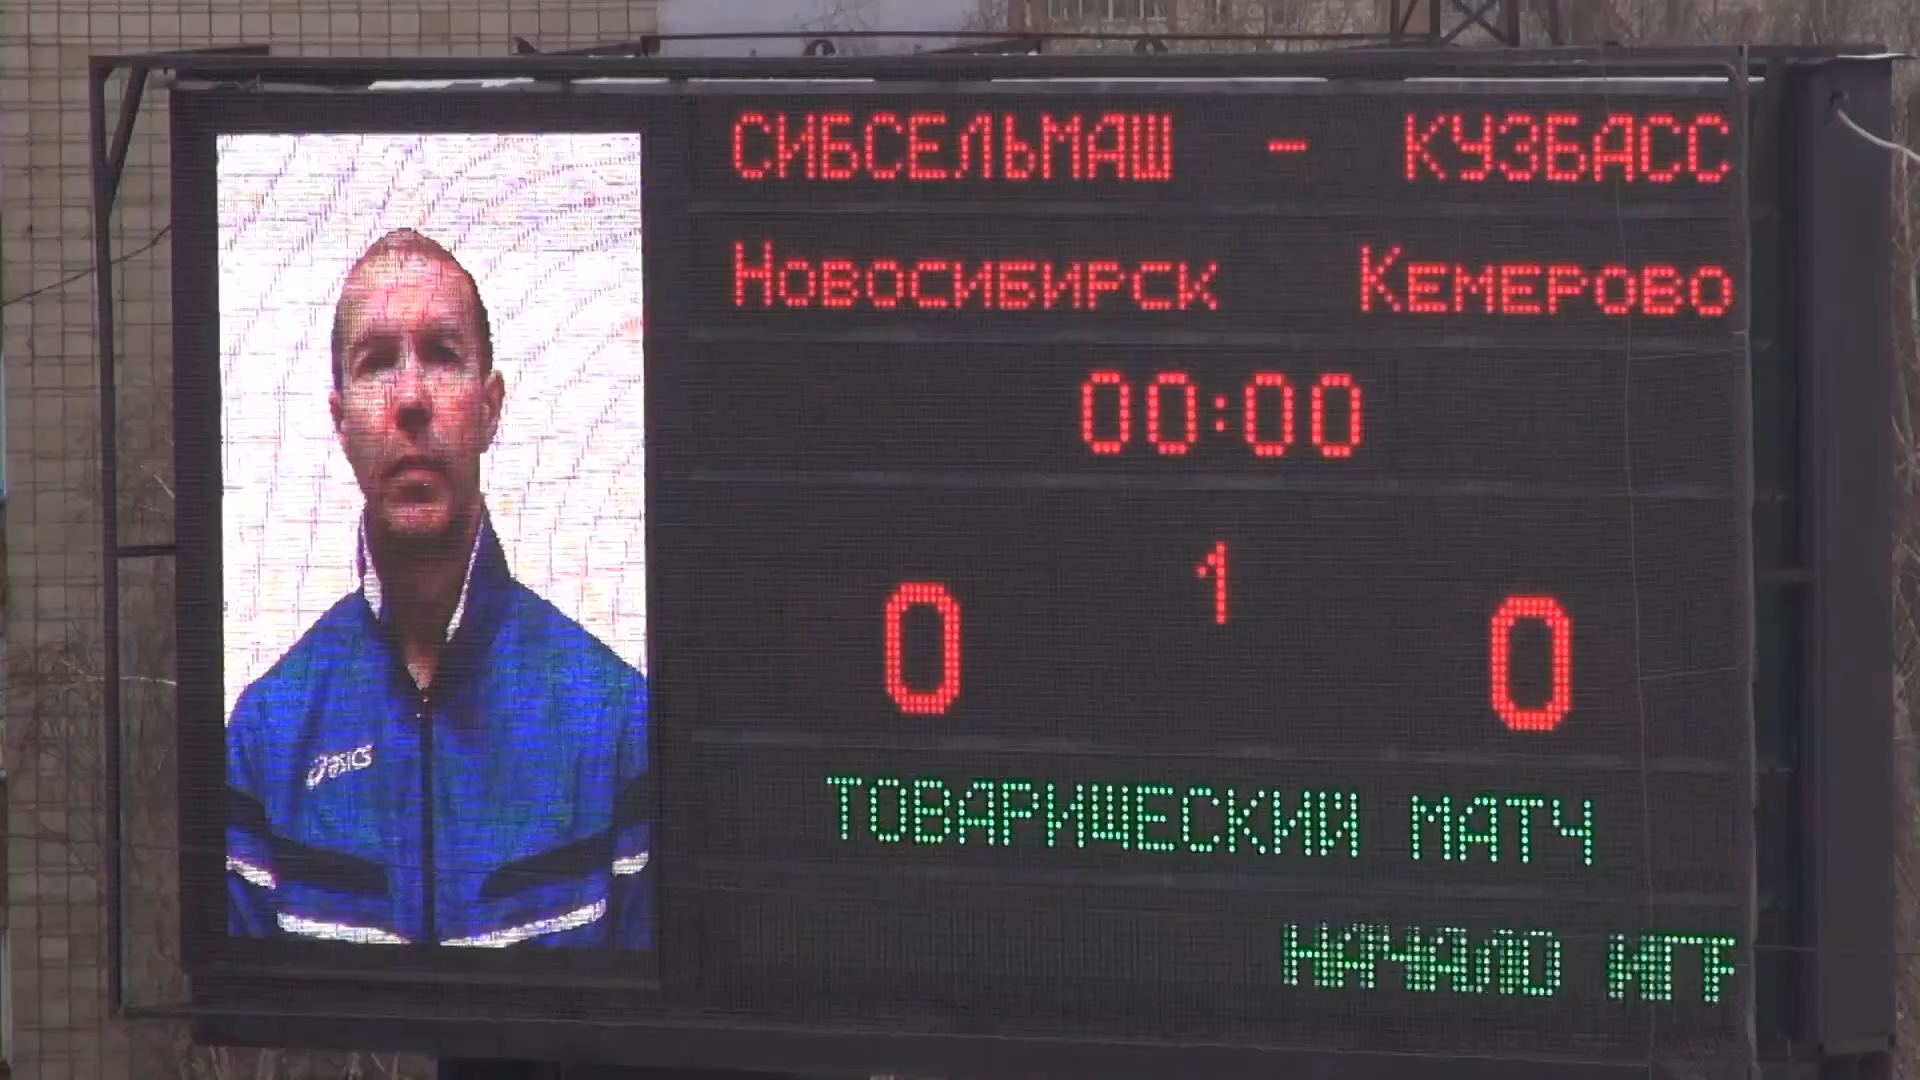 СИБСЕЛЬМАШ - КУЗБАСС
Новосибирск Кемерово
00:00
1
0 0
ТОВАРИЩЕСКИЙ МАТЧ
НАЧАЛО ИГР
asics